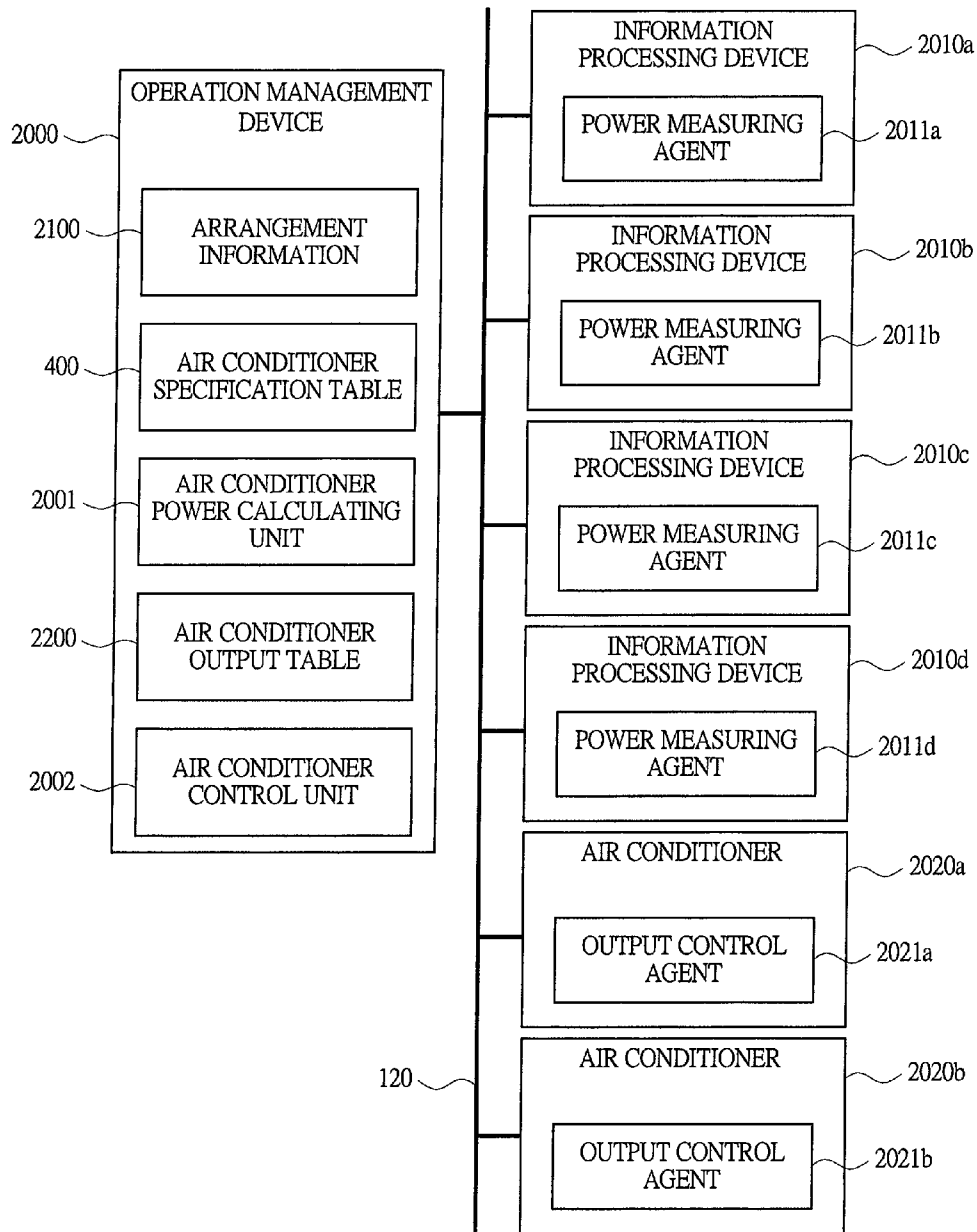 OPERATION MANAGEMENT
DEVICE
2000
2100
ARRANGEMENT
INFORMATION
400
AIR CONDITIONER
SPECIFICATION TABLE
2001
AIR CONDITIONER
POWER CALCULATING
UNIT
2200
AIR CONDITIONER
OUTPUT TABLE
2002
AIR CONDITIONER
CONTROL UNIT
120
INFORMATION
PROCESSING DEVICE
2010a
POWER MEASURING
AGENT
2011a
INFORMATION
PROCESSING DEVICE
2010b
POWER MEASURING
AGENT
2011b
INFORMATION
PROCESSING DEVICE
2010c
POWER MEASURING
AGENT
2011c
INFORMATION
PROCESSING DEVICE
2010d
POWER MEASURING
AGENT
2011d
AIR CONDITIONER
2020a
OUTPUT CONTROL
AGENT
2021a
AIR CONDITIONER
2020b
OUTPUT CONTROL
AGENT
2021b